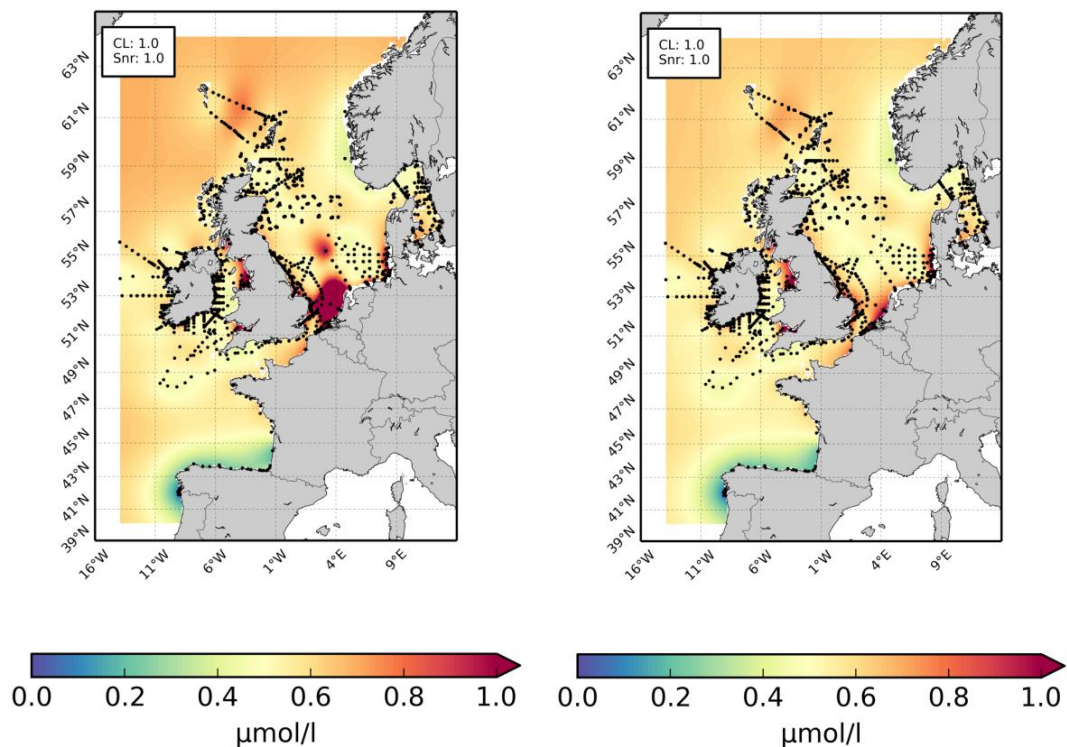 CL: 1.0
Snr: 1.0
63°N
61°N
59°N
57°N
55°N
53°N
51°N
49°N
47°N
45°N
43°N
41°N
39°N
16°W
11°W
6°W
1°W
4°E
9°E
0.0 0.2 0.4 0.6 0.8 1.0
µmol/l
CL: 1.0
Snr: 1.0
63°N
61°N
59°N
57°N
55°N
53°N
51°N
49°N
47°N
45°N
43°N
41°N
39°N
16°W
11°W
6°W
1°W
4°E
9°E
0.0 0.2 0.4 0.6 0.8 1.0
µmol/l